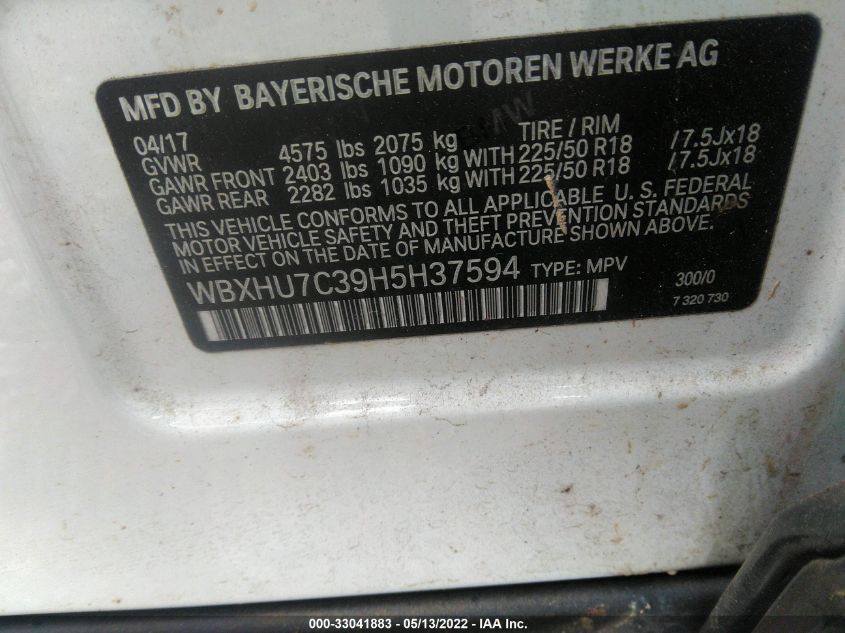 MFD BY BAYERISCHE MOTOREN WERKE AG
04/17 TIRE / RIM
GVWR 4575 lbs 2075 kg
GAWR FRONT 2403 lbs 1090 kg WITH 225/50 R18 /7.5Jx18
GAWR REAR 2282 lbs 1035 kg WITH 225/50 R18 /7.5Jx18
THIS VEHICLE CONFORMS TO ALL APPLICABLE U. S. FEDERAL
MOTOR VEHICLE SAFETY AND THEFT PREVENTION STANDARDS
IN EFFECT ON THE DATE OF MANUFACTURE SHOWN ABOVE.
WBXHU7C39H5H37594 TYPE: MPV 300/0
7 320 730
000-33041883 - 05/13/2022 - IAA Inc.